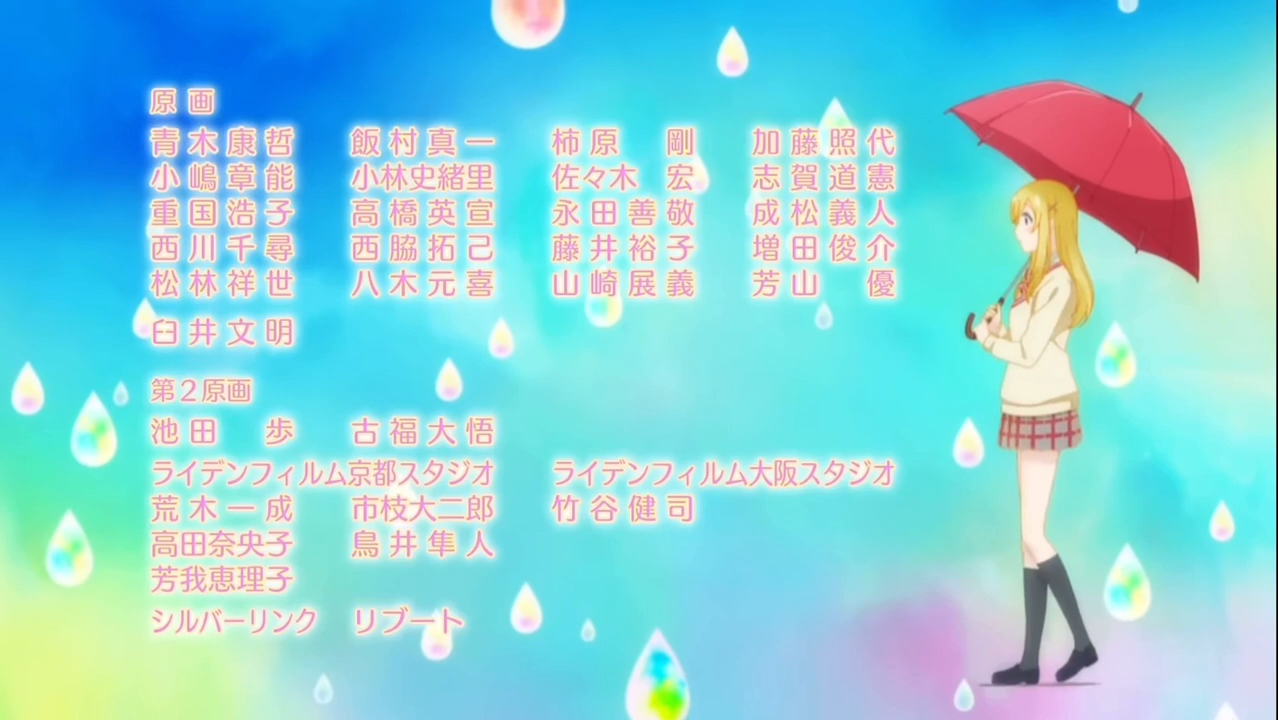 原画
青木康哲 飯村真一 柿原 剛 加藤照代
小嶋章能 小林史緒里 佐々木 宏 志賀道憲
重国浩子 高橋英宣 永田善敬 成松義人
西川千尋 西脇拓己 藤井裕子 増田俊介
松林祥世 八木元喜 山崎展義 芳山 優
臼井文明
第２原画
池田 歩 古福大悟
ライデンフィルム京都スタジオ ライデンフィルム大阪スタジオ
荒木一成 市枝大二郎 竹谷健司
高田奈央子 鳥井隼人
芳我恵理子
シルバーリンク リブート